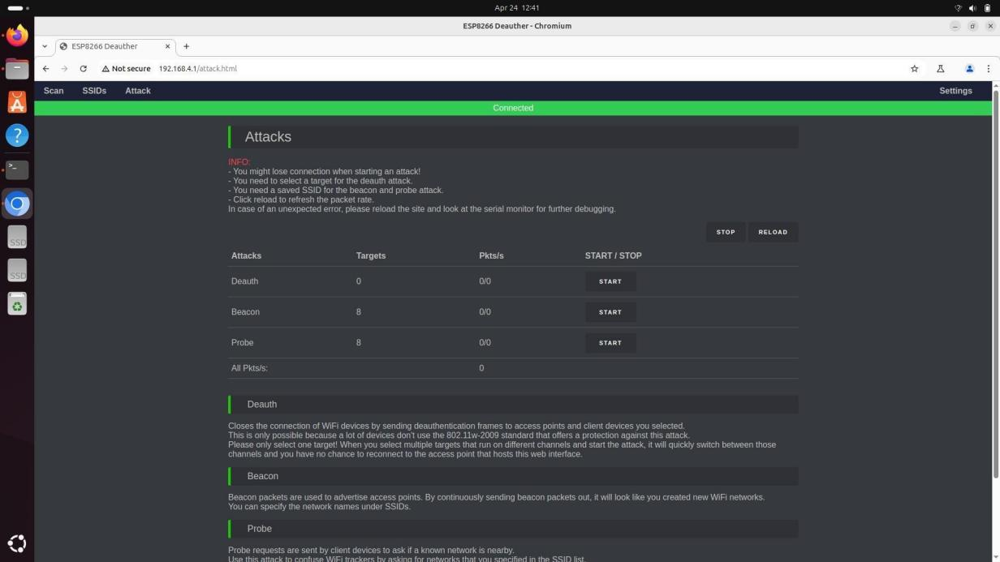 Apr 24 12:41
ESP8266 Deauther - Chromium
ESP8266 Deauther
Not secure 192.168.4.1/attack.html
Scan SSIDs Attack Settings
Connected
Attacks
INFO:
- You might lose connection when starting an attack!
- You need to select a target for the deauth attack.
- You need a saved SSID for the beacon and probe attack.
- Click reload to refresh the packet rate.
In case of an unexpected error, please reload the site and look at the serial monitor for further debugging.
STOP RELOAD
Attacks Targets Pkts/s START / STOP
Deauth 0 0/0 START
Beacon 8 0/0 START
Probe 8 0/0 START
All Pkts/s: 0
Deauth
Closes the connection of WiFi devices by sending deauthentication frames to access points and client devices you selected.
This is only possible because a lot of devices don't use the 802.11w-2009 standard that offers a protection against this attack.
Please only select one target! When you select multiple targets that run on different channels and start the attack, it will quickly switch between those
channels and you have no chance to reconnect to the access point that hosts this web interface.
Beacon
Beacon packets are used to advertise access points. By continuously sending beacon packets out, it will look like you created new WiFi networks.
You can specify the network names under SSIDs.
Probe
Probe requests are sent by client devices to ask if a known network is nearby.
Use this attack to confuse WiFi trackers by asking for networks that you specified in the SSID list.
SSD
SSD